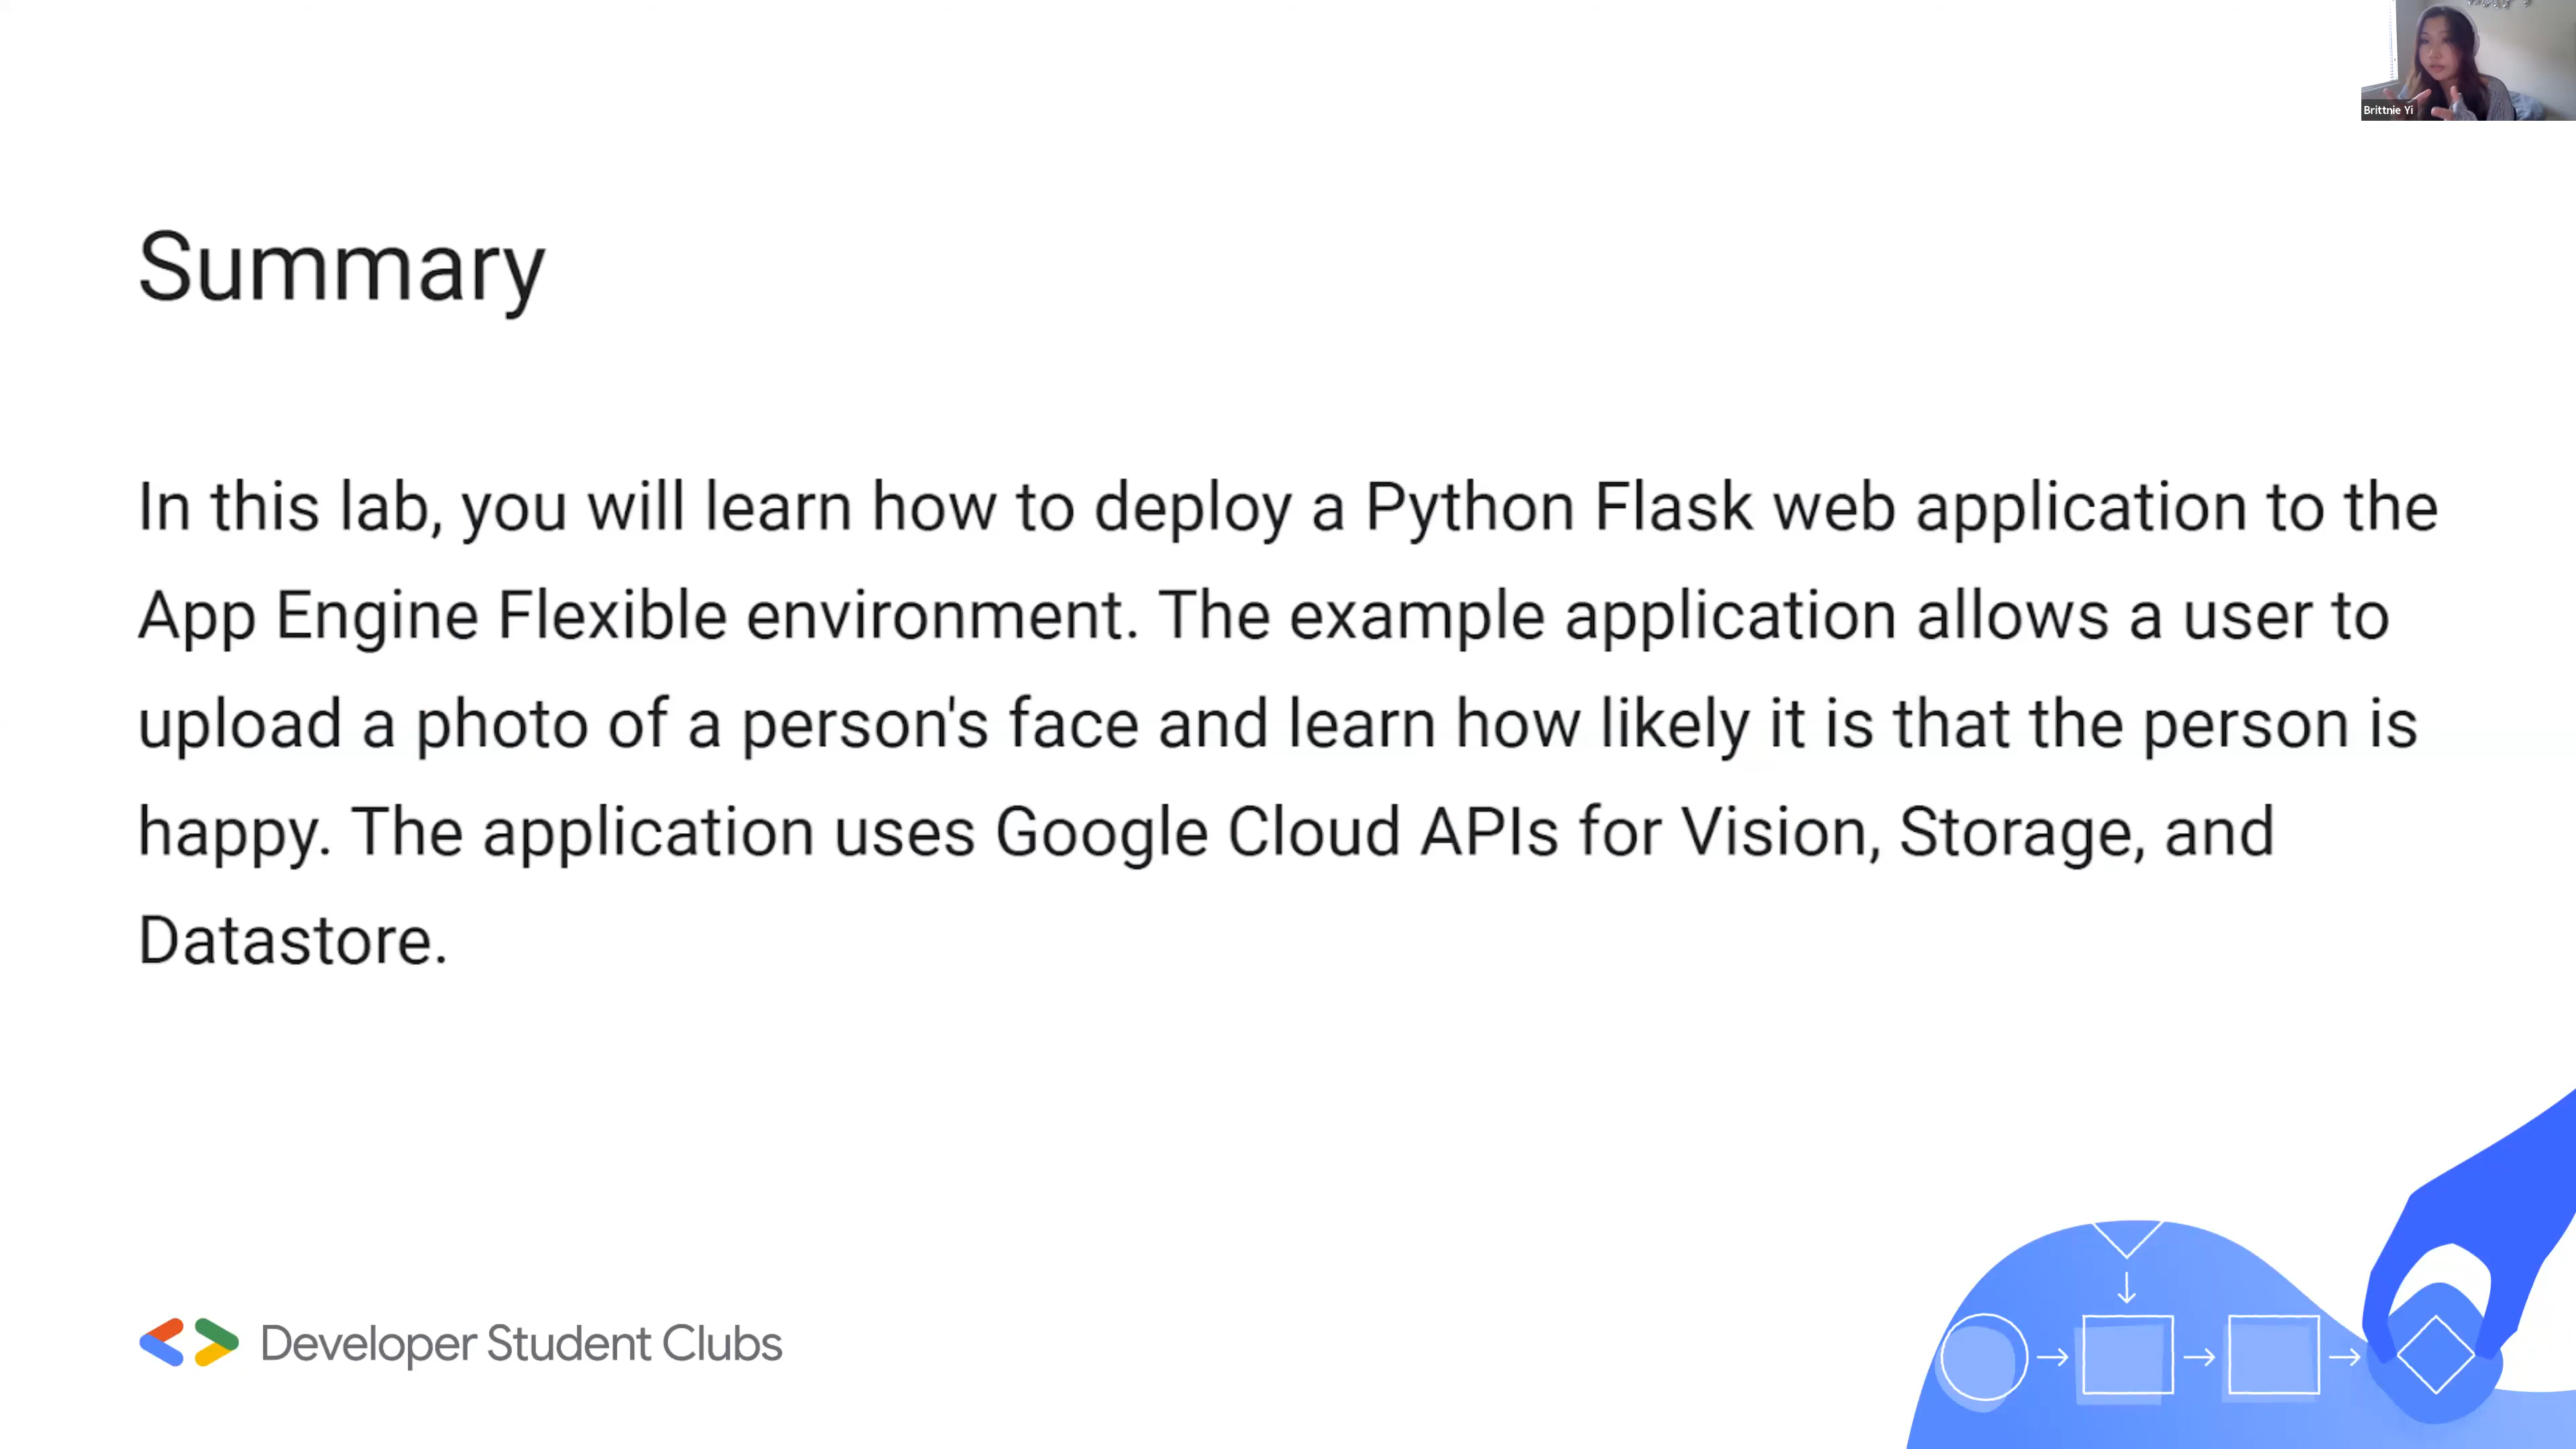 Brittnie Yi
Summary
In this lab, you will learn how to deploy a Python Flask web application to the
App Engine Flexible environment. The example application allows a user to
upload a photo of a person's face and learn how likely it is that the person is
happy. The application uses Google Cloud APIs for Vision, Storage, and
Datastore.
Developer Student Clubs